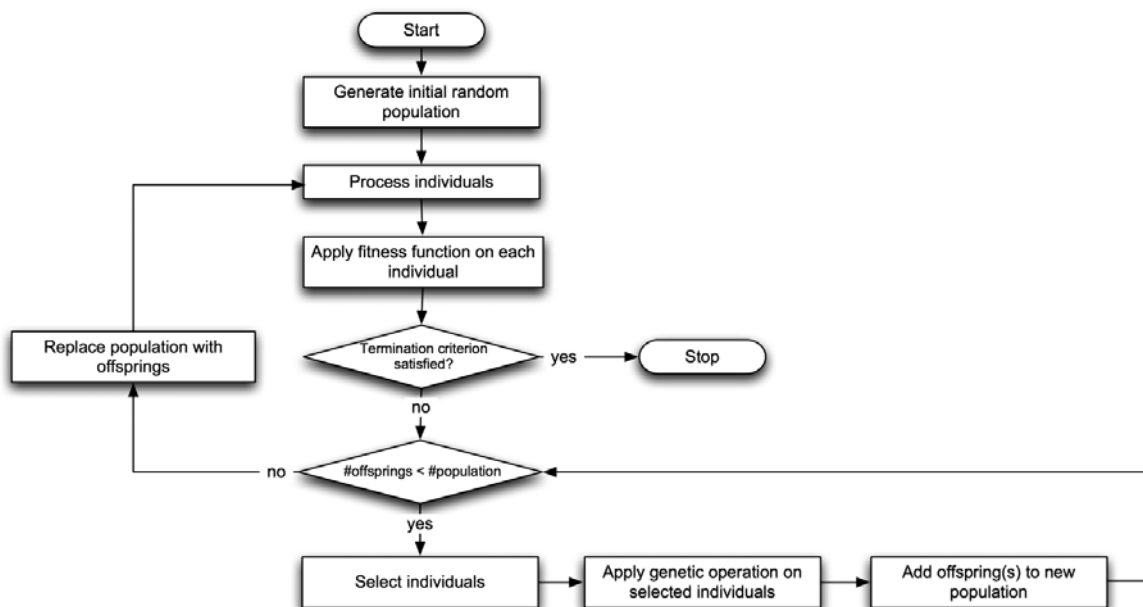 Start
Generate initial random
population
Process individuals
Apply fitness function on each
individual
Replace population with
offsprings
Termination criterion
satisfied?
yes
Stop
no
no
#offsprings < #population
yes
Select individuals
Apply genetic operation on
selected individuals
Add offspring(s) to new
population